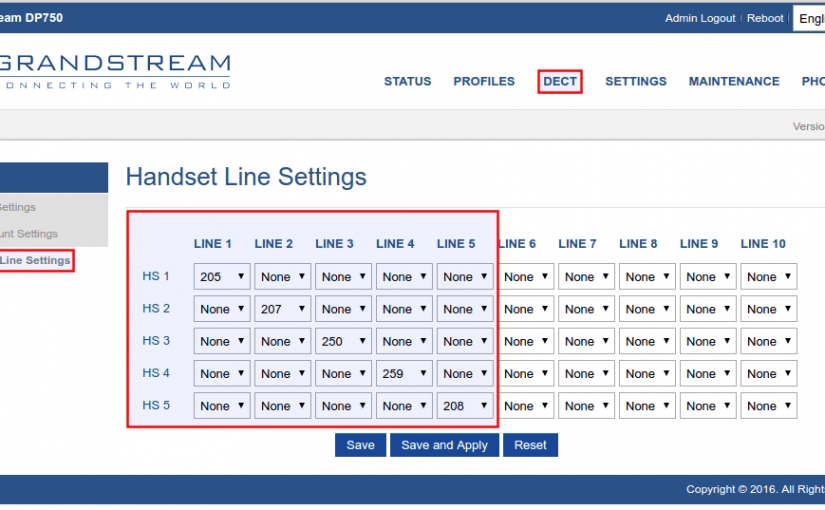 eam DP750 Admin Logout | Reboot | Engl
GRANDSTREAM
CONNECTING THE WORLD
STATUS PROFILES DECT SETTINGS MAINTENANCE PHO
Versio
Settings
unt Settings
Line Settings
Handset Line Settings
LINE 1 LINE 2 LINE 3 LINE 4 LINE 5 LINE 6 LINE 7 LINE 8 LINE 9 LINE 10
HS 1 205 None None None None None None None None None
HS 2 None 207 None None None None None None None None
HS 3 None None 250 None None None None None None None
HS 4 None None None 259 None None None None None None
HS 5 None None None None 208 None None None None None
Save Save and Apply Reset
Copyright © 2016. All Right